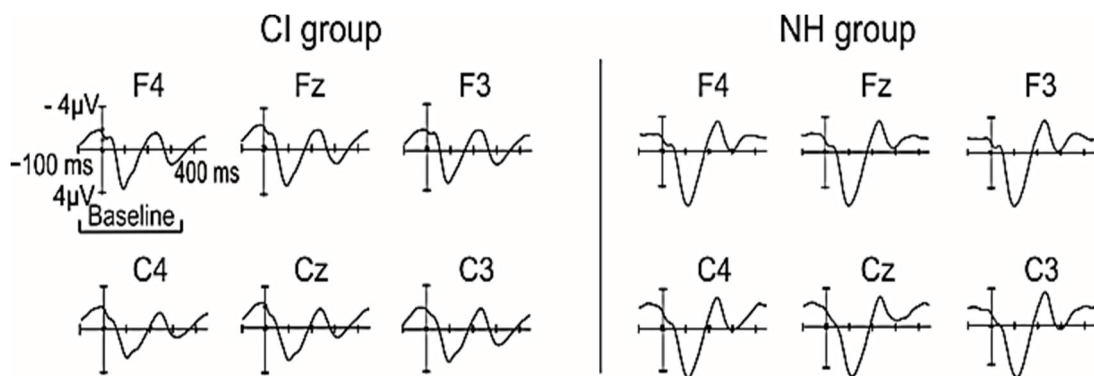 CI group NH group
F4 Fz F3 F4 Fz F3
- 4µV
−100 ms 400 ms
4µV
Baseline
C4 Cz C3 C4 Cz C3